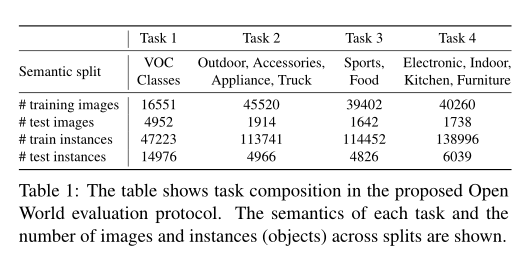 Task 1 Task 2 Task 3 Task 4
Semantic split VOC Classes Outdoor, Accessories, Appliance, Truck Sports, Food Electronic, Indoor, Kitchen, Furniture
# training images 16551 45520 39402 40260
# test images 4952 1914 1642 1738
# train instances 47223 113741 114452 138996
# test instances 14976 4966 4826 6039
Table 1: The table shows task composition in the proposed Open
World evaluation protocol. The semantics of each task and the
number of images and instances (objects) across splits are shown.